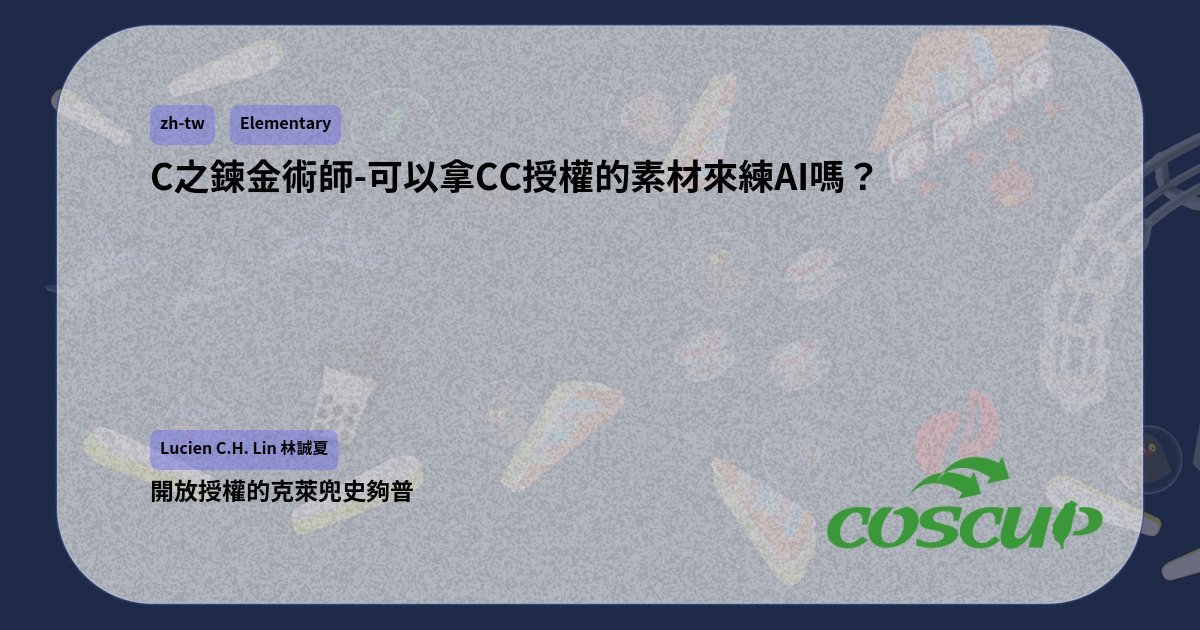 zh-tw Elementary
C之鍊金術師-可以拿CC授權的素材來練AI嗎？
Lucien C.H. Lin 林誠夏
開放授權的克萊兜史夠普
COSCUP